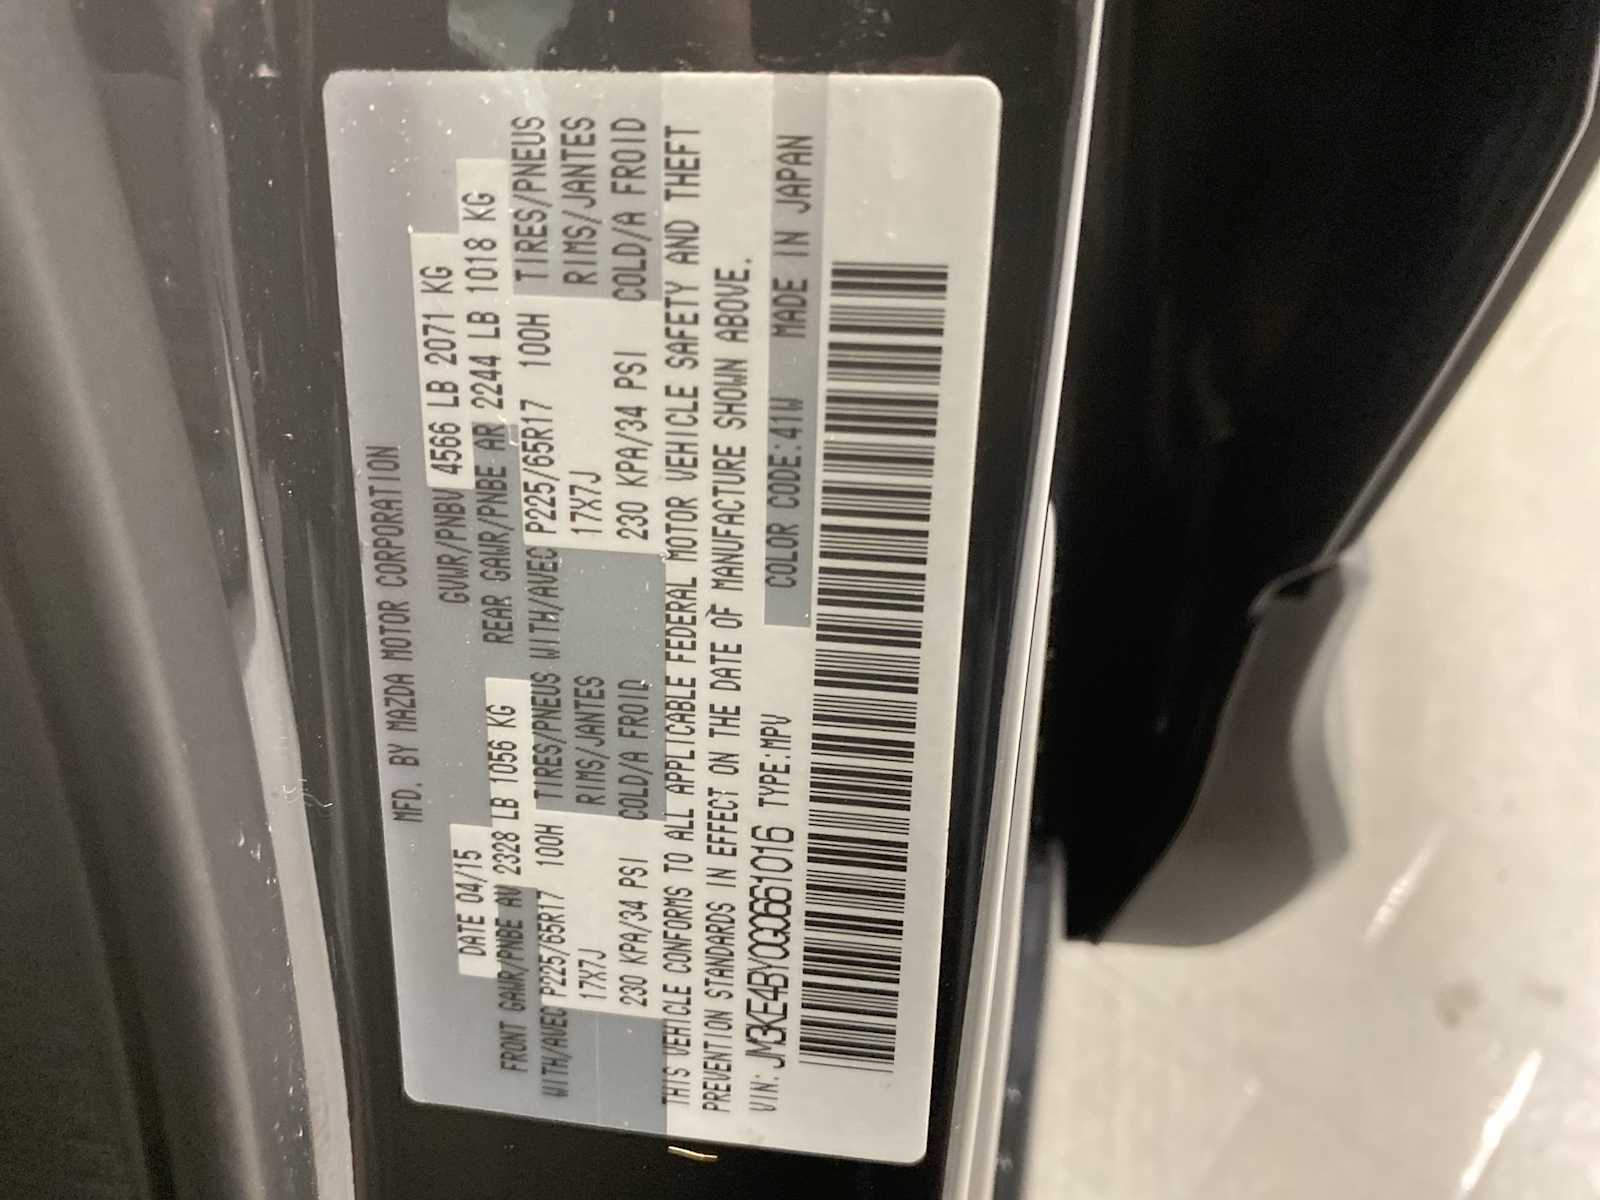 MFD. BY MAZDA MOTOR CORPORATION
DATE 04/15 GVWR/PNBV 4566 LB 2071 KG
FRONT GAWR/PNBE AV 2328 LB 1056 KG REAR GAWR/PNBE AR 2244 LB 1018 KG
WITH/AVEC P225/65R17 100H TIRES/PNEUS WITH/AVEC P225/65R17 100H TIRES/PNEUS
17X7J RIMS/JANTES 17X7J RIMS/JANTES
230 KPA/34 PSI COLD/A FROID 230 KPA/34 PSI COLD/A FROID
THIS VEHICLE CONFORMS TO ALL APPLICABLE FEDERAL MOTOR VEHICLE SAFETY AND THEFT
PREVENTION STANDARDS IN EFFECT ON THE DATE OF MANUFACTURE SHOWN ABOVE.
VIN: JM3KE4BY0G0661016 TYPE:MPV COLOR CODE:41W MADE IN JAPAN